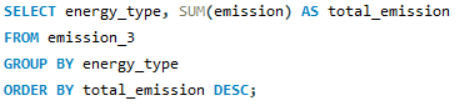 SELECT energy_type, SUM(emission) AS total_emission
FROM emission_3
GROUP BY energy_type
ORDER BY total_emission DESC;